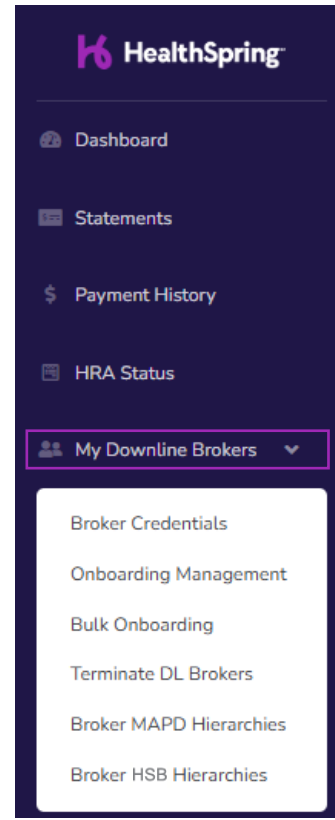 HealthSpring
Dashboard
Statements
$ Payment History
HRA Status
My Downline Brokers
Broker Credentials
Onboarding Management
Bulk Onboarding
Terminate DL Brokers
Broker MAPD Hierarchies
Broker HSB Hierarchies